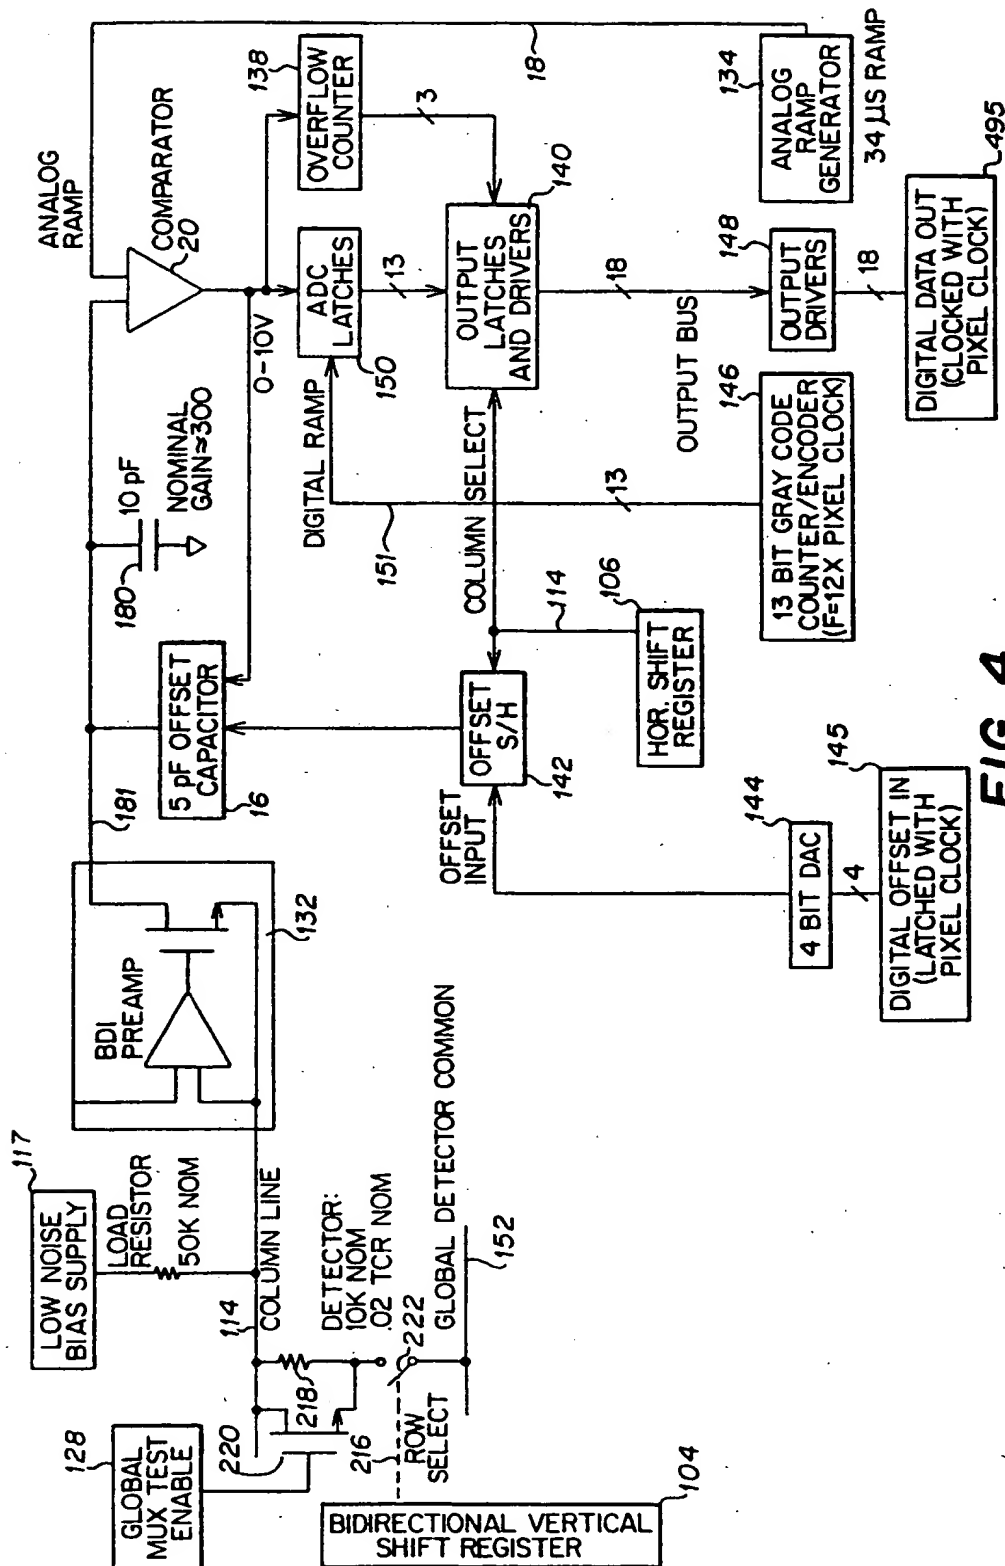 117
LOW NOISE
BIAS SUPPLY
LOAD
RESISTOR
50K NOM
128
GLOBAL
MUX TEST
ENABLE
114
COLUMN LINE
220
218
216
ROW
SELECT
222
DETECTOR:
10K NOM
.02 TCR NOM
GLOBAL DETECTOR COMMON
152
BIDIRECTIONAL VERTICAL
SHIFT REGISTER
104
BDI
PREAMP
132
181
5 pF OFFSET
CAPACITOR
16
180
10 pF
NOMINAL
GAIN≈300
ANALOG
RAMP
COMPARATOR
20
0-10V
18
138
OVERFLOW
COUNTER
3
ADC
LATCHES
150
13
DIGITAL RAMP
151
OUTPUT
LATCHES
AND DRIVERS
140
COLUMN SELECT
114
106
HOR. SHIFT
REGISTER
OFFSET
S/H
142
OFFSET
INPUT
144
4 BIT DAC
4
145
DIGITAL OFFSET IN
(LATCHED WITH
PIXEL CLOCK)
13
146
13 BIT GRAY CODE
COUNTER/ENCODER
(F=12X PIXEL CLOCK)
18
OUTPUT BUS
148
OUTPUT
DRIVERS
18
DIGITAL DATA OUT
(CLOCKED WITH
PIXEL CLOCK)
495
134
ANALOG
RAMP
GENERATOR
34 µS RAMP
FIG. 4